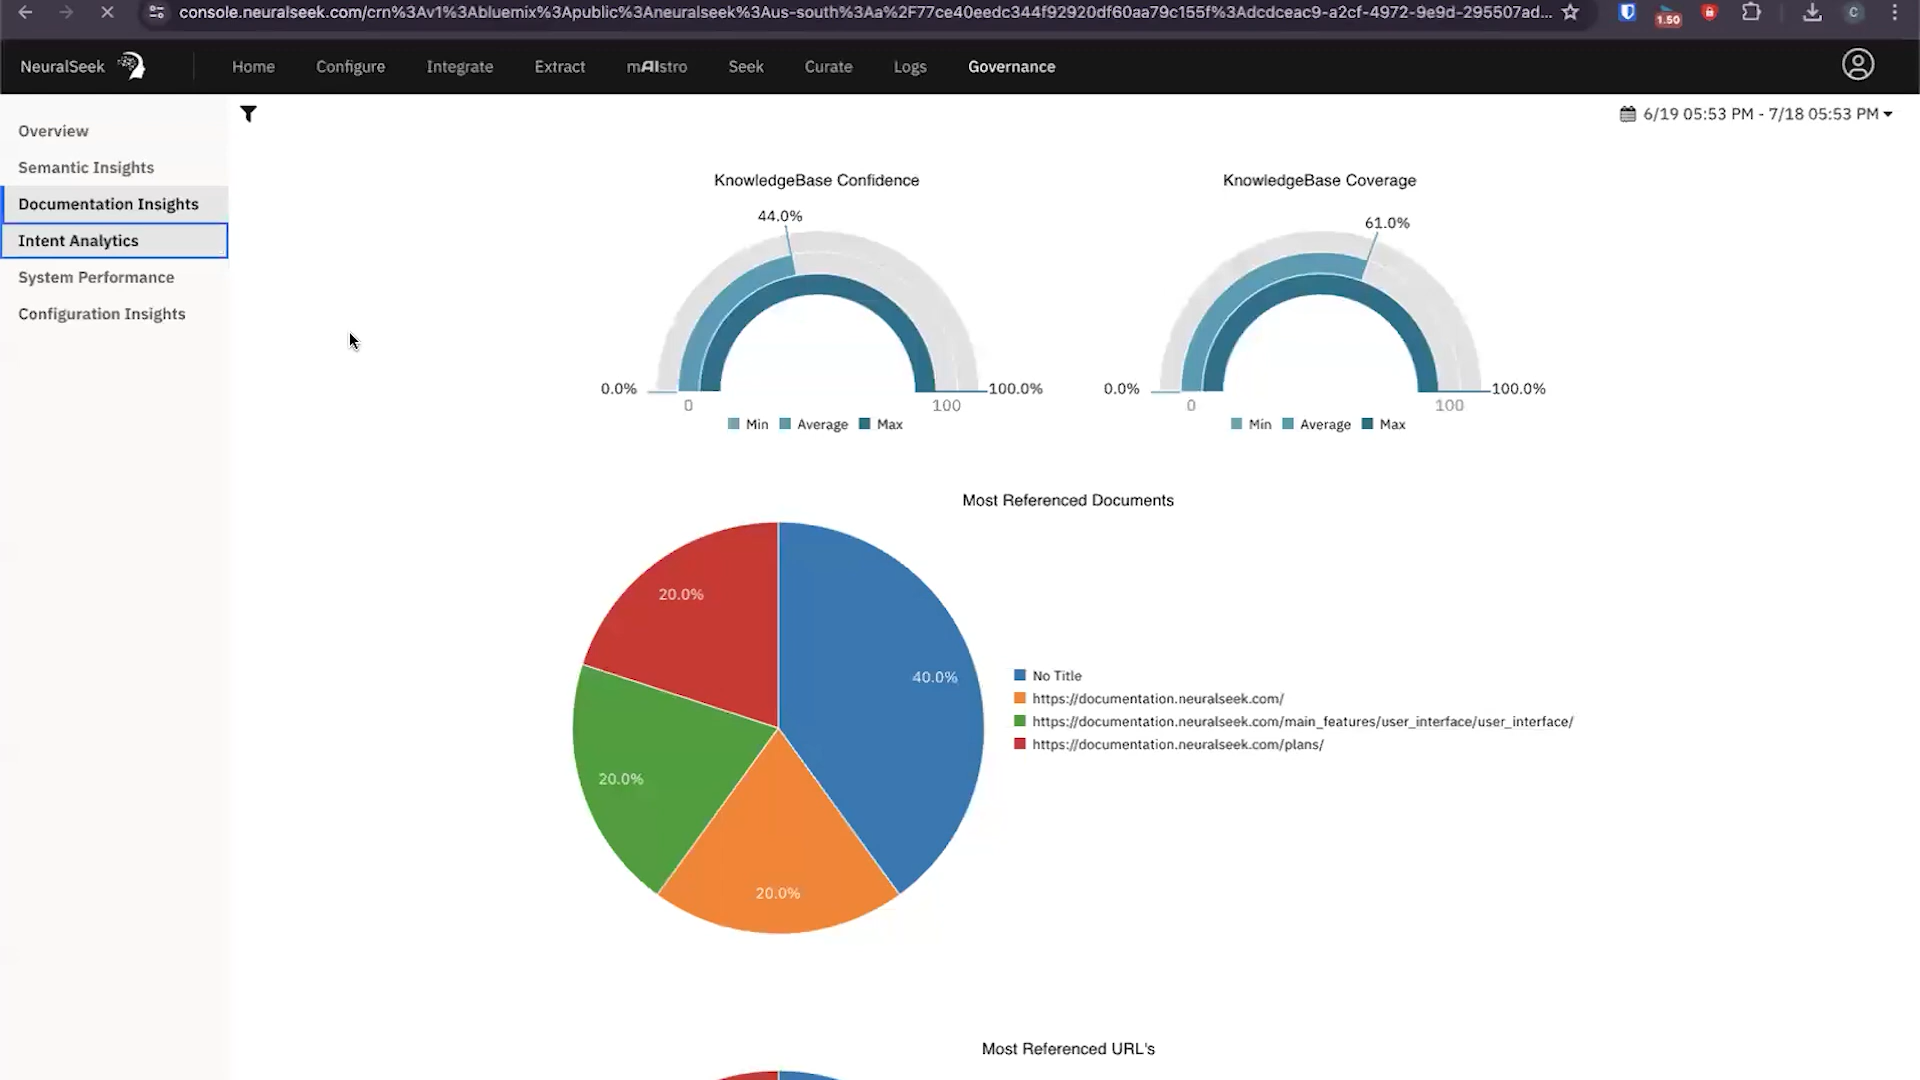 console.neuralseek.com/crn%3Av1%3Abluemix%3Apublic%3Aneuralseek%3Aus-south%3Aa%2F77ce40eedc344f92920df60aa79c155f%3Adcdceac9-a2cf-4972-9e9d-295507ad...
1.50
C
NeuralSeek
Home
Configure
Integrate
Extract
mAIstro
Seek
Curate
Logs
Governance
Overview
Semantic Insights
Documentation Insights
Intent Analytics
System Performance
Configuration Insights
6/19 05:53 PM - 7/18 05:53 PM
KnowledgeBase Confidence
44.0%
0.0%
100.0%
0
100
Min Average Max
KnowledgeBase Coverage
61.0%
0.0%
100.0%
0
100
Min Average Max
Most Referenced Documents
20.0%
40.0%
20.0%
20.0%
No Title
https://documentation.neuralseek.com/
https://documentation.neuralseek.com/main_features/user_interface/user_interface/
https://documentation.neuralseek.com/plans/
Most Referenced URL's